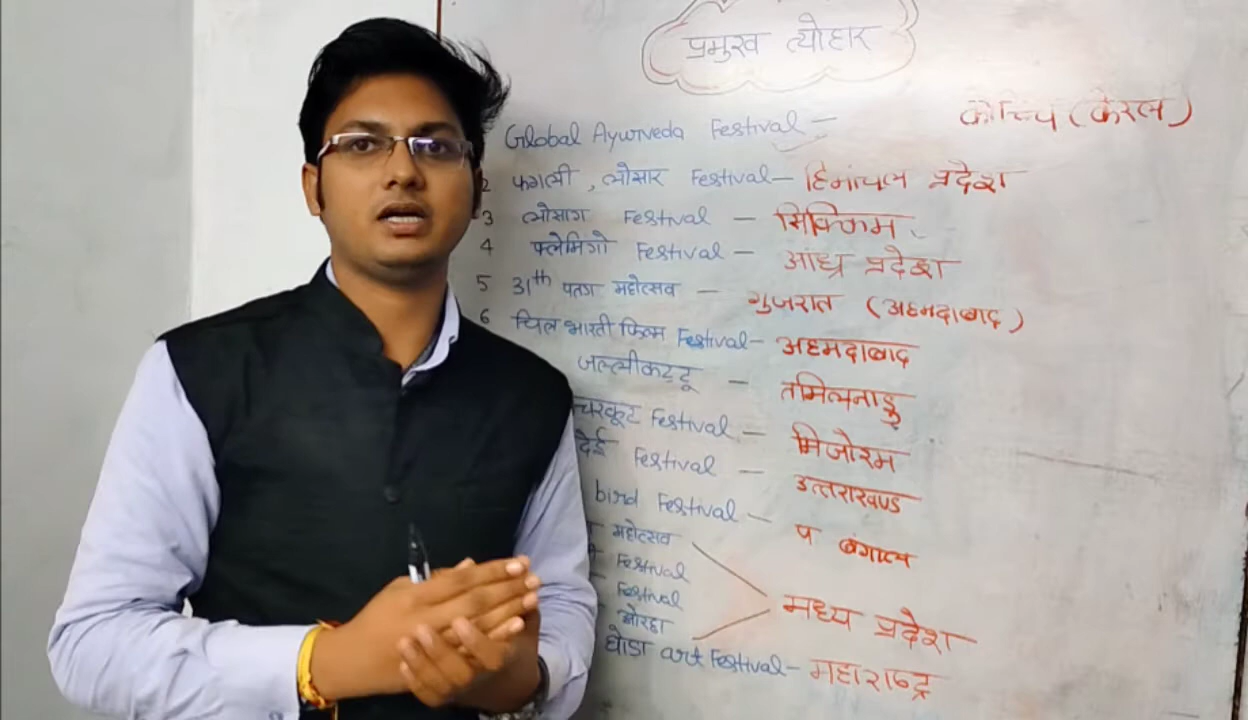 प्रमुख त्योहार
Global Ayurveda Festival - कोच्चि (केरल)
2 फगली, लोसार Festival - हिमांचल प्रदेश
3 लोसाग Festival - सिक्किम
4 फ्लेमिंगो Festival - आंध्र प्रदेश
5 31th पतग महोत्सव - गुजरात (अहमदाबाद)
6 चित्र भारती फिल्म Festival - अहमदाबाद
जल्लीकट्टू - तमिलनाडु
Festival - मिजोरम
Festival - उत्तराखण्ड
bird Festival - प बंगाल
महोत्सव
Festival
Festival
मध्य प्रदेश
ओरछा
घोडा art Festival - महाराष्ट्र